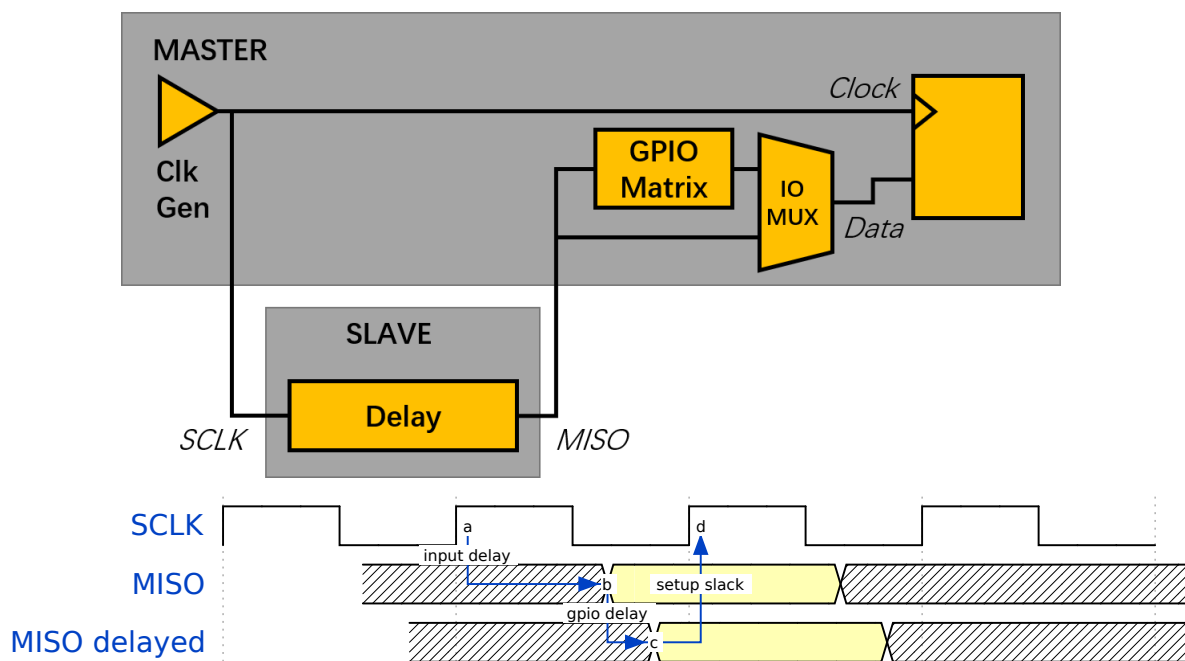 MASTER
Clk
Gen
Clock
GPIO
Matrix
IO
MUX
Data
SLAVE
Delay
SCLK
MISO
SCLK
a
d
input delay
MISO
b
setup slack
gpio delay
MISO delayed
c